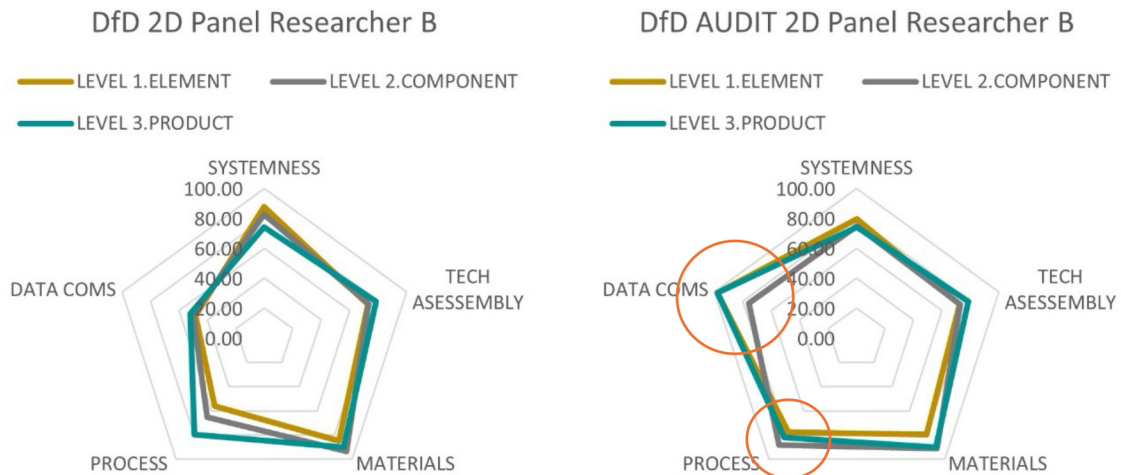 DfD 2D Panel Researcher B
LEVEL 1.ELEMENT
LEVEL 2.COMPONENT
LEVEL 3.PRODUCT
SYSTEMNESS
100.00
80.00
60.00
40.00
20.00
0.00
DATA COMS
TECH
ASESSEMBLY
PROCESS
MATERIALS
DfD AUDIT 2D Panel Researcher B
LEVEL 1.ELEMENT
LEVEL 2.COMPONENT
LEVEL 3.PRODUCT
SYSTEMNESS
100.00
80.00
60.00
40.00
20.00
0.00
DATA COMS
TECH
ASESSEMBLY
PROCESS
MATERIALS